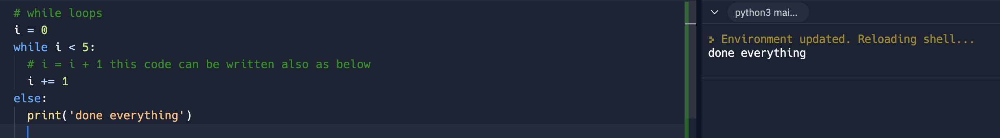 # while loops
i = 0
while i < 5:
  # i = i + 1 this code can be written also as below
  i += 1
else:
  print('done everything')
python3 mai...
Environment updated. Reloading shell...
done everything